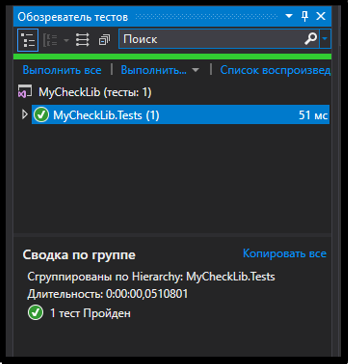 Обозреватель тестов
Поиск
Выполнить все | Выполнить... | Список воспроизвед
MyCheckLib (тесты: 1)
MyCheckLib.Tests (1) 51 мс
Сводка по группе Копировать все
Сгруппированы по Hierarchy: MyCheckLib.Tests
Длительность: 0:00:00,0510801
1 тест Пройден